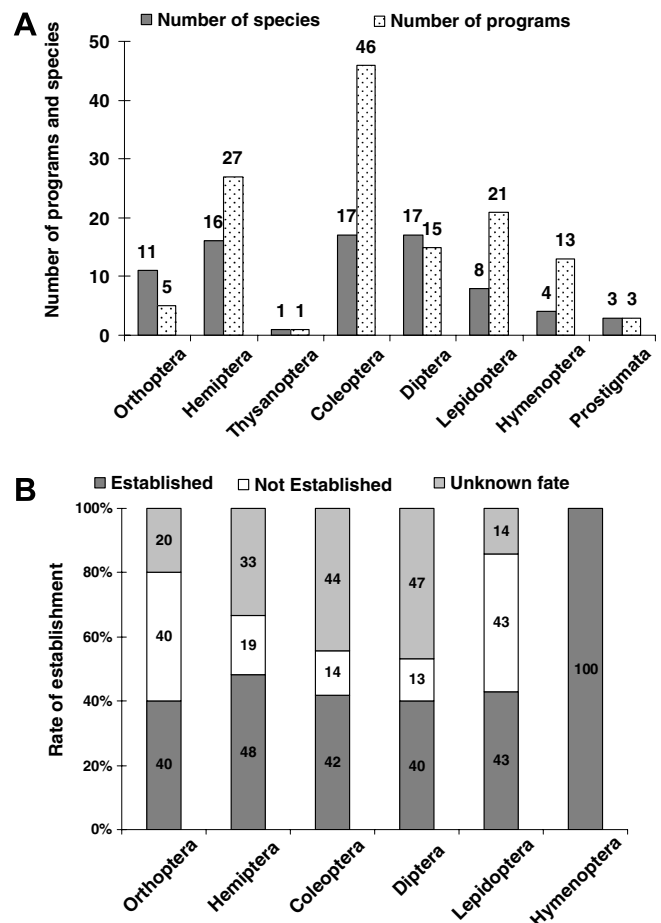 A
Number of species Number of programs
Number of programs and species
50
40
30
20
10
0
11 5
16 27
1 1
17 46
17 15
8 21
4 13
3 3
Orthoptera Hemiptera Thysanoptera Coleoptera Diptera Lepidoptera Hymenoptera Prostigmata
B
Established Not Established Unknown fate
Rate of establishment
100%
80%
60%
40%
20%
0%
20 40 40
33 19 48
44 14 42
47 13 40
14 43 43
100
Orthoptera Hemiptera Coleoptera Diptera Lepidoptera Hymenoptera